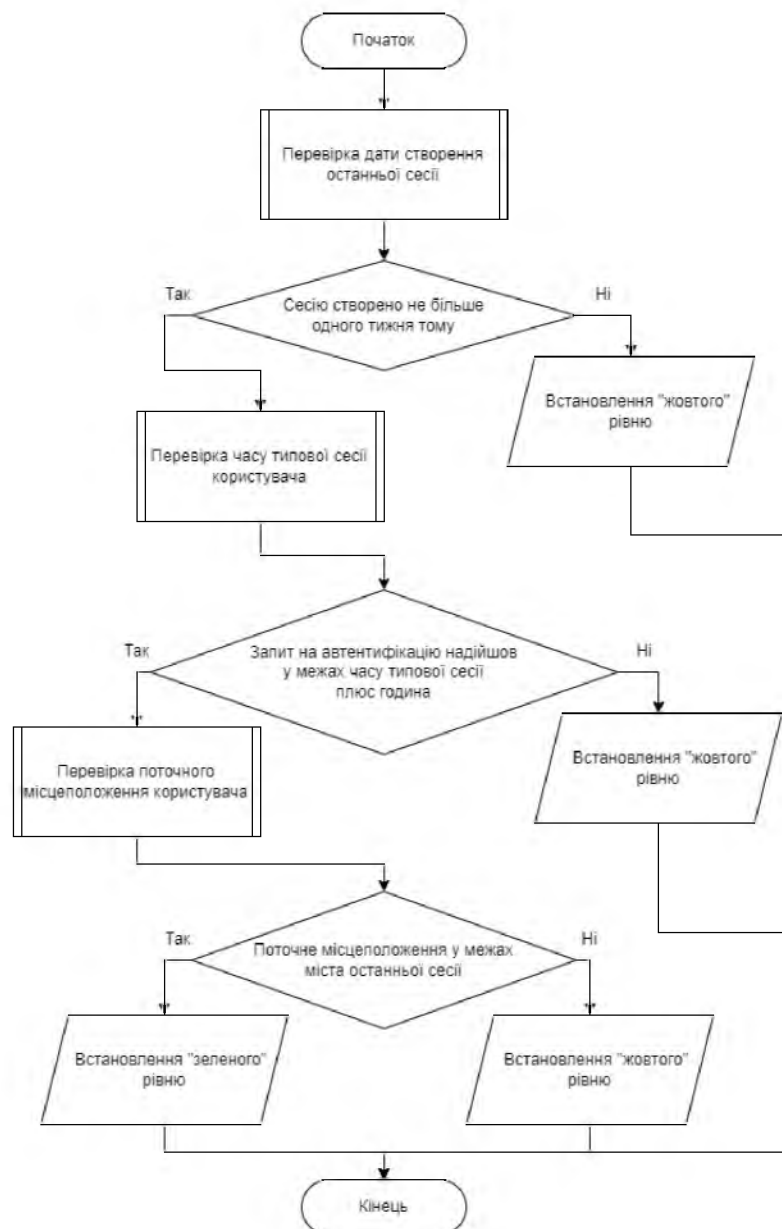 Початок
Перевірка дати створення
останньої сесії
Так
Сесію створено не більше
одного тижня тому
Ні
Встановлення "жовтого"
рівню
Перевірка часу типової сесії
користувача
Так
Запит на автентифікацію надійшов
у межах часу типової сесії
плюс година
Ні
Встановлення "жовтого"
рівню
Перевірка поточного
місцеположення користувача
Так
Поточне місцеположення у межах
міста останньої сесії
Ні
Встановлення "зеленого"
рівню
Встановлення "жовтого"
рівню
Кінець